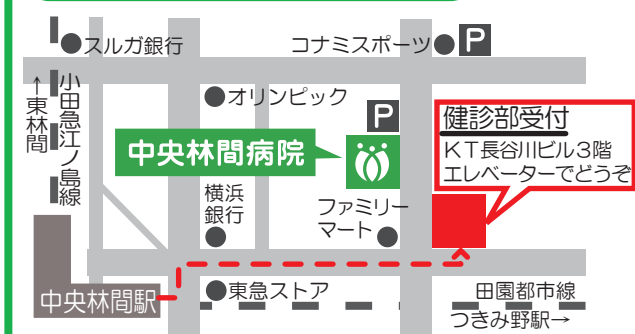 スルガ銀行
コナミスポーツ
P
←東林間
小田急江ノ島線
オリンピック
P
健診部受付
KT長谷川ビル3階
エレベーターでどうぞ
中央林間病院
横浜
銀行
ファミリー
マート
中央林間駅
東急ストア
田園都市線
つきみ野駅→